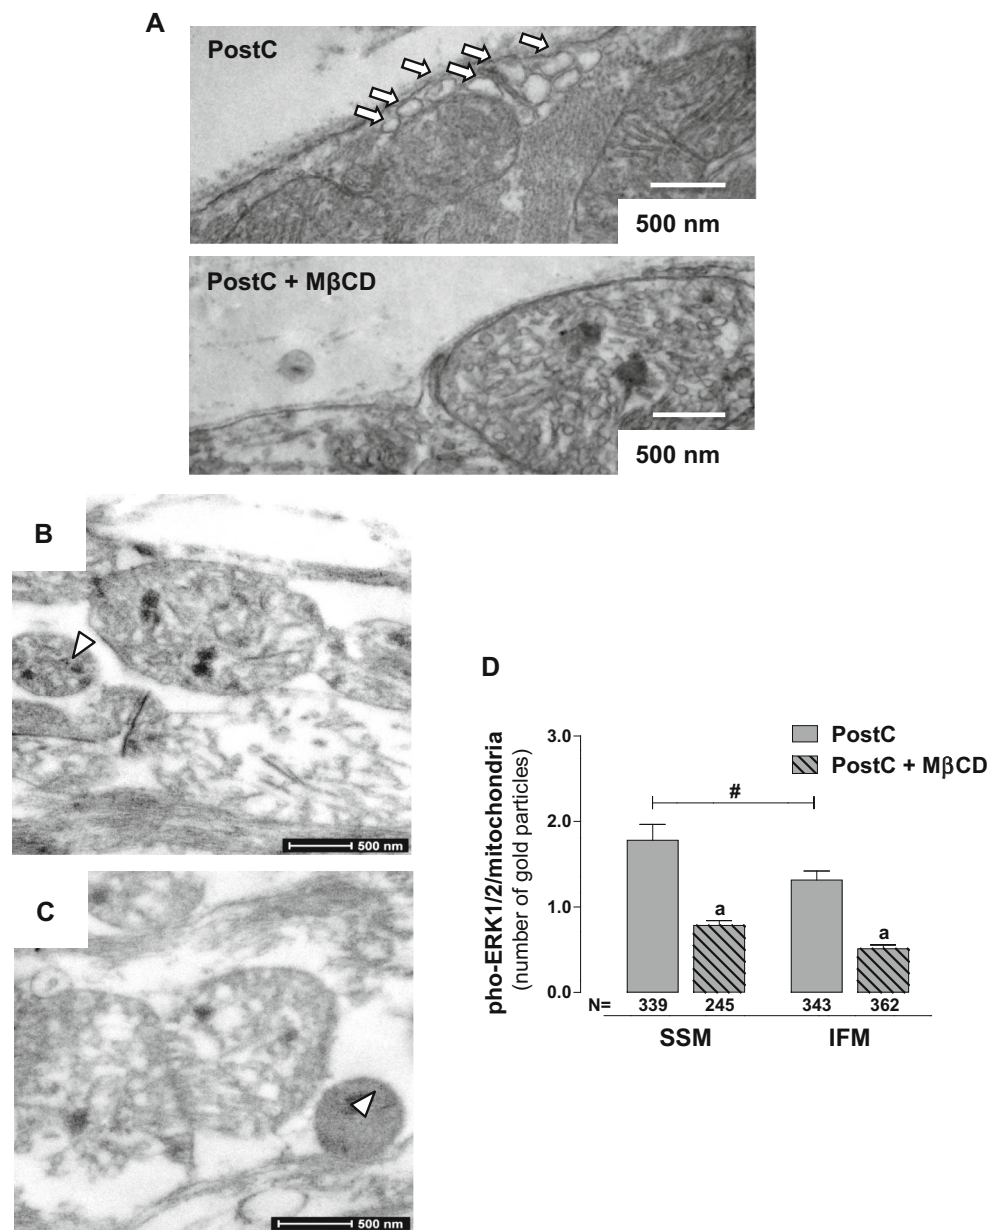 A
PostC
500 nm
PostC + MβCD
500 nm
B
500 nm
C
500 nm
D
PostC
PostC + MβCD
pho-ERK1/2/mitochondria
(number of gold particles)
3.0
2.0
1.0
0.0
#
a
a
N= 339 245 343 362
SSM IFM